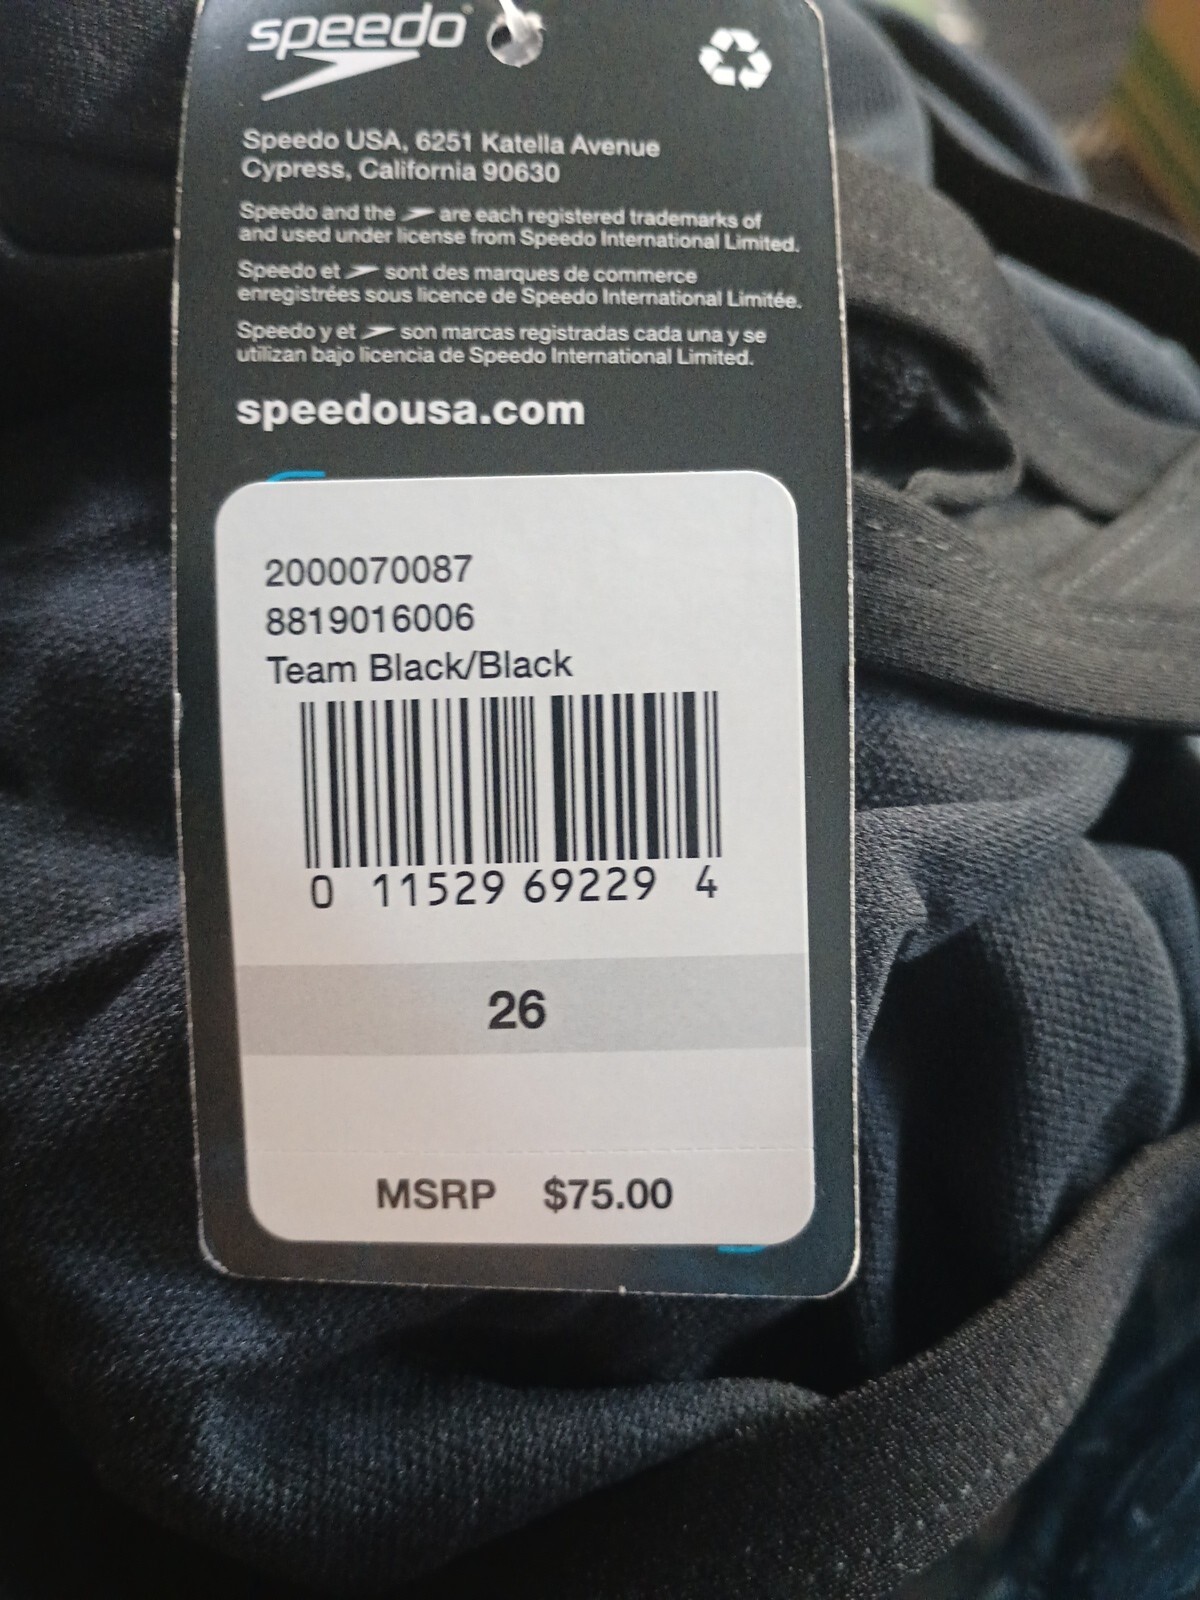 speedo
Speedo USA, 6251 Katella Avenue
Cypress, California 90630
Speedo and the are each registered trademarks of
and used under license from Speedo International Limited.
Speedo et sont des marques de commerce
enregistrées sous licence de Speedo International Limitée.
Speedo y et son marcas registradas cada una y se
utilizan bajo licencia de Speedo International Limited.
speedousa.com
2000070087
8819016006
Team Black/Black
0 11529 69229 4
26
MSRP $75.00